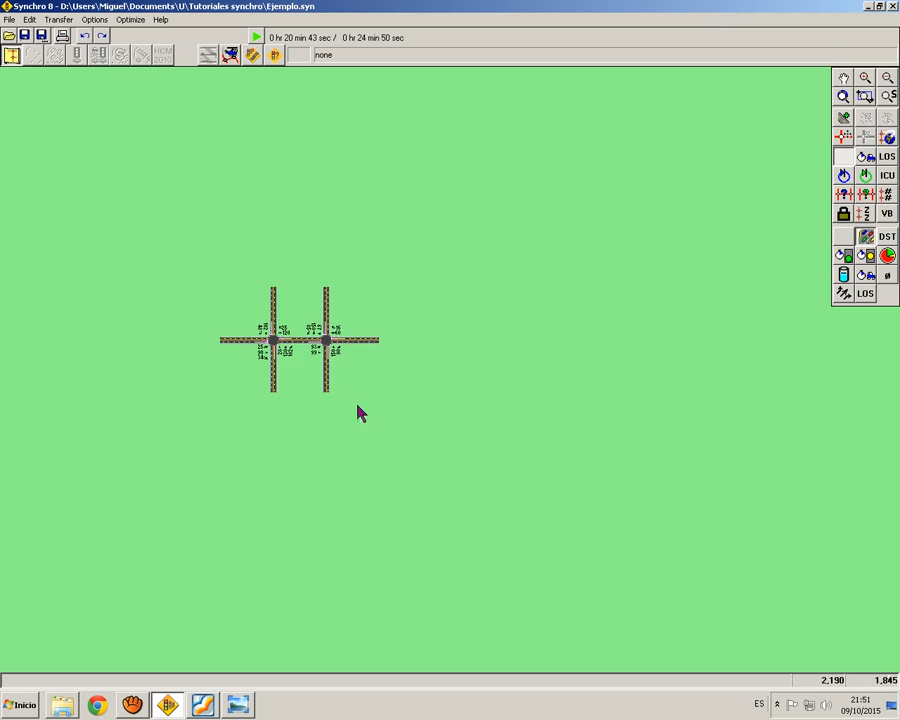 Synchro 8 - D:\Users\Miguel\Documents\U\Tutoriales synchro\Ejemplo.syn
File Edit Transfer Options Optimize Help
0 hr 20 min 43 sec / 0 hr 24 min 50 sec
HCM 2010
none
S
LOS
ICU
# #
Z Z
VB
DST
ø
LOS
2,190 1,845
Inicio
ES
21:51
09/10/2015